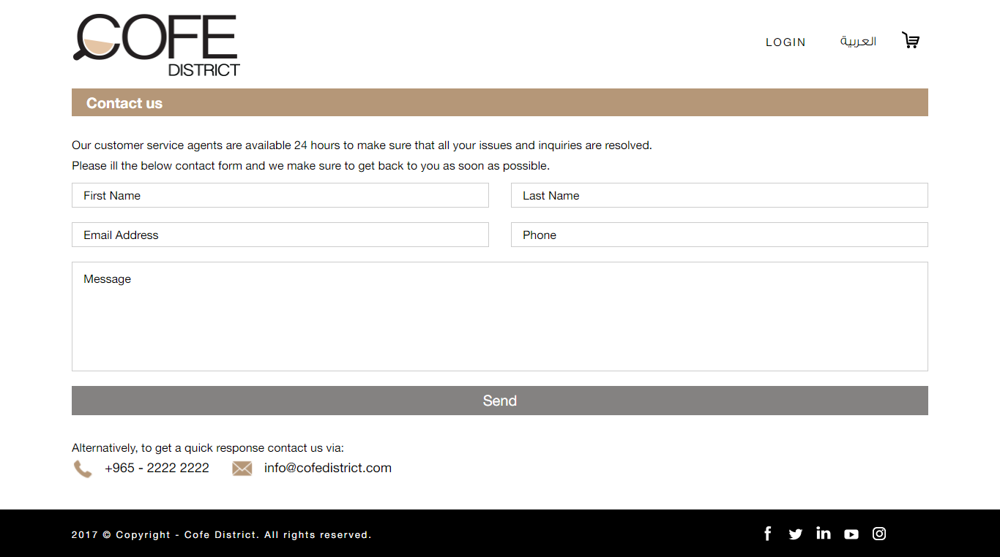 COFE
DISTRICT
LOGIN
العربية
Contact us
Our customer service agents are available 24 hours to make sure that all your issues and inquiries are resolved.
Please ill the below contact form and we make sure to get back to you as soon as possible.
First Name
Last Name
Email Address
Phone
Message
Send
Alternatively, to get a quick response contact us via:
+965 - 2222 2222
info@cofedistrict.com
2017 © Copyright - Cofe District. All rights reserved.